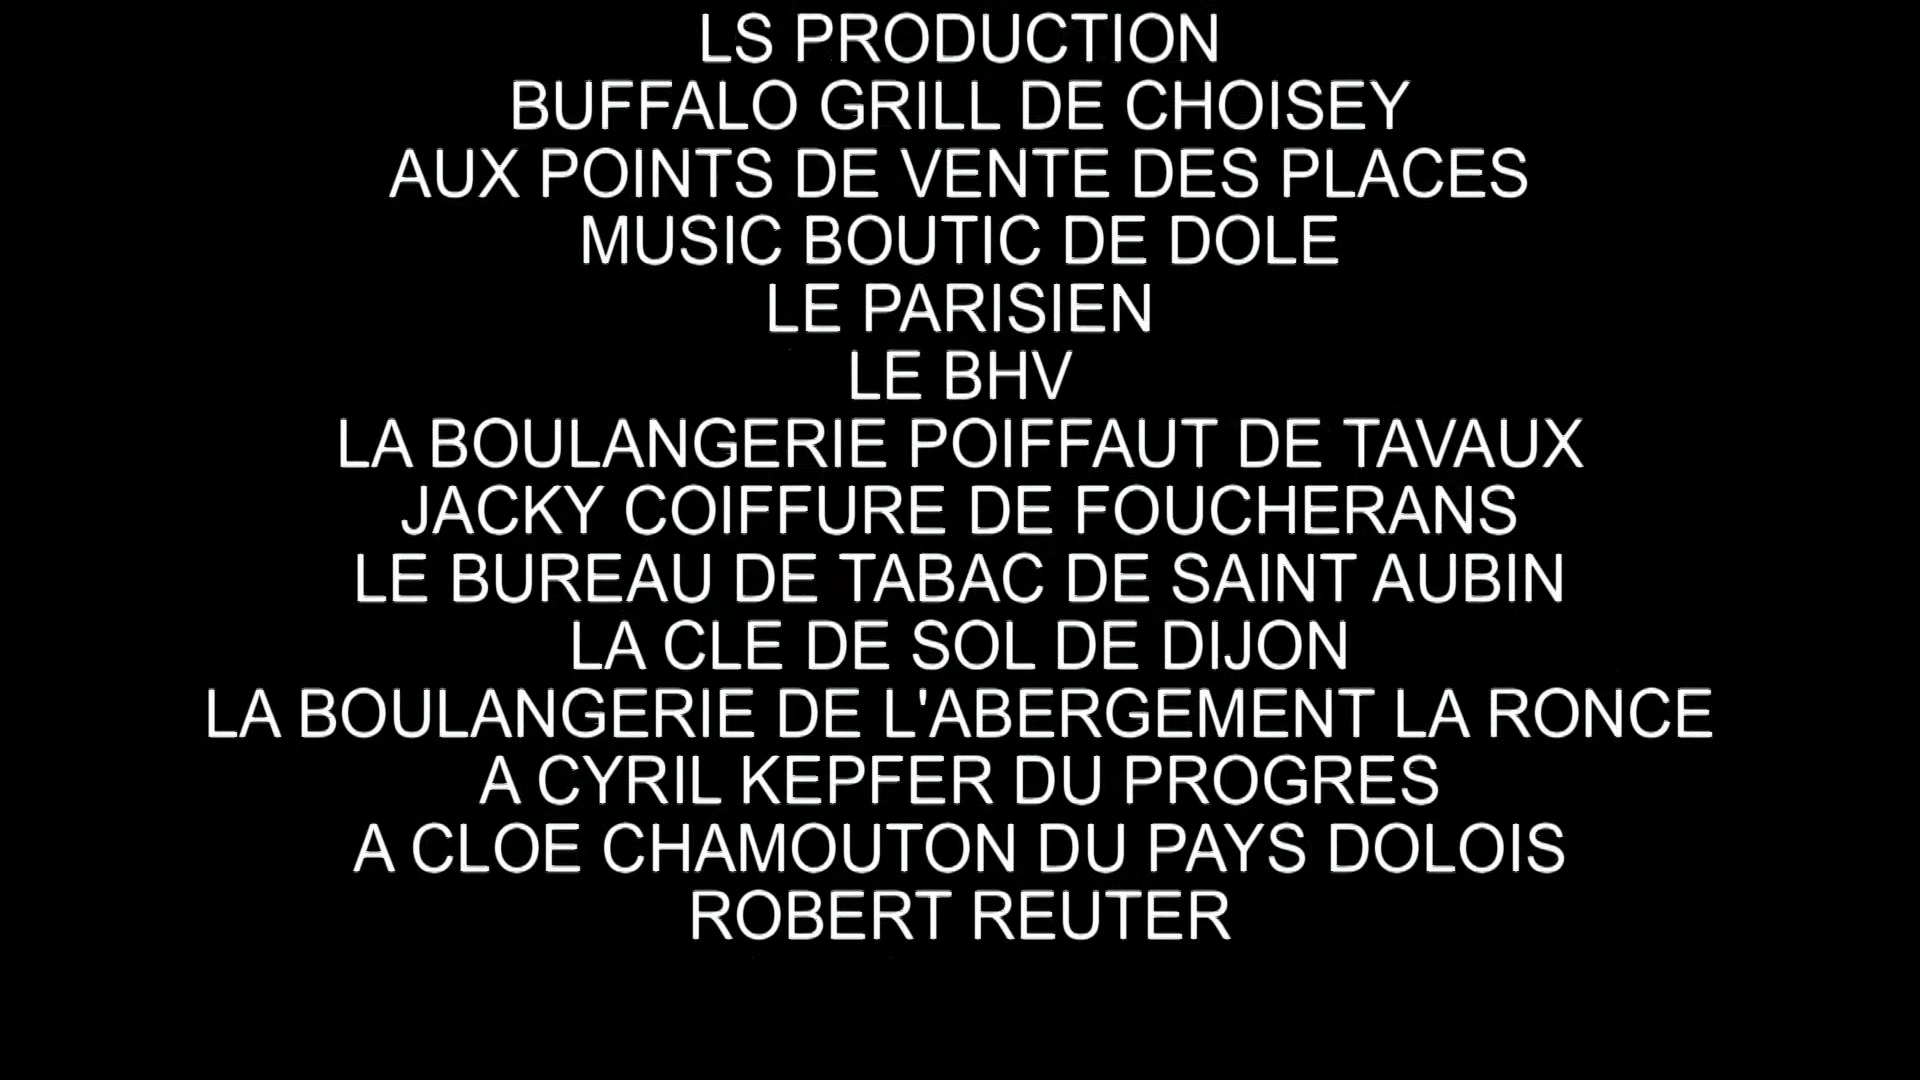 LS PRODUCTION
BUFFALO GRILL DE CHOISEY
AUX POINTS DE VENTE DES PLACES
MUSIC BOUTIC DE DOLE
LE PARISIEN
LE BHV
LA BOULANGERIE POIFFAUT DE TAVAUX
JACKY COIFFURE DE FOUCHERANS
LE BUREAU DE TABAC DE SAINT AUBIN
LA CLE DE SOL DE DIJON
LA BOULANGERIE DE L'ABERGEMENT LA RONCE
A CYRIL KEPFER DU PROGRES
A CLOE CHAMOUTON DU PAYS DOLOIS
ROBERT REUTER